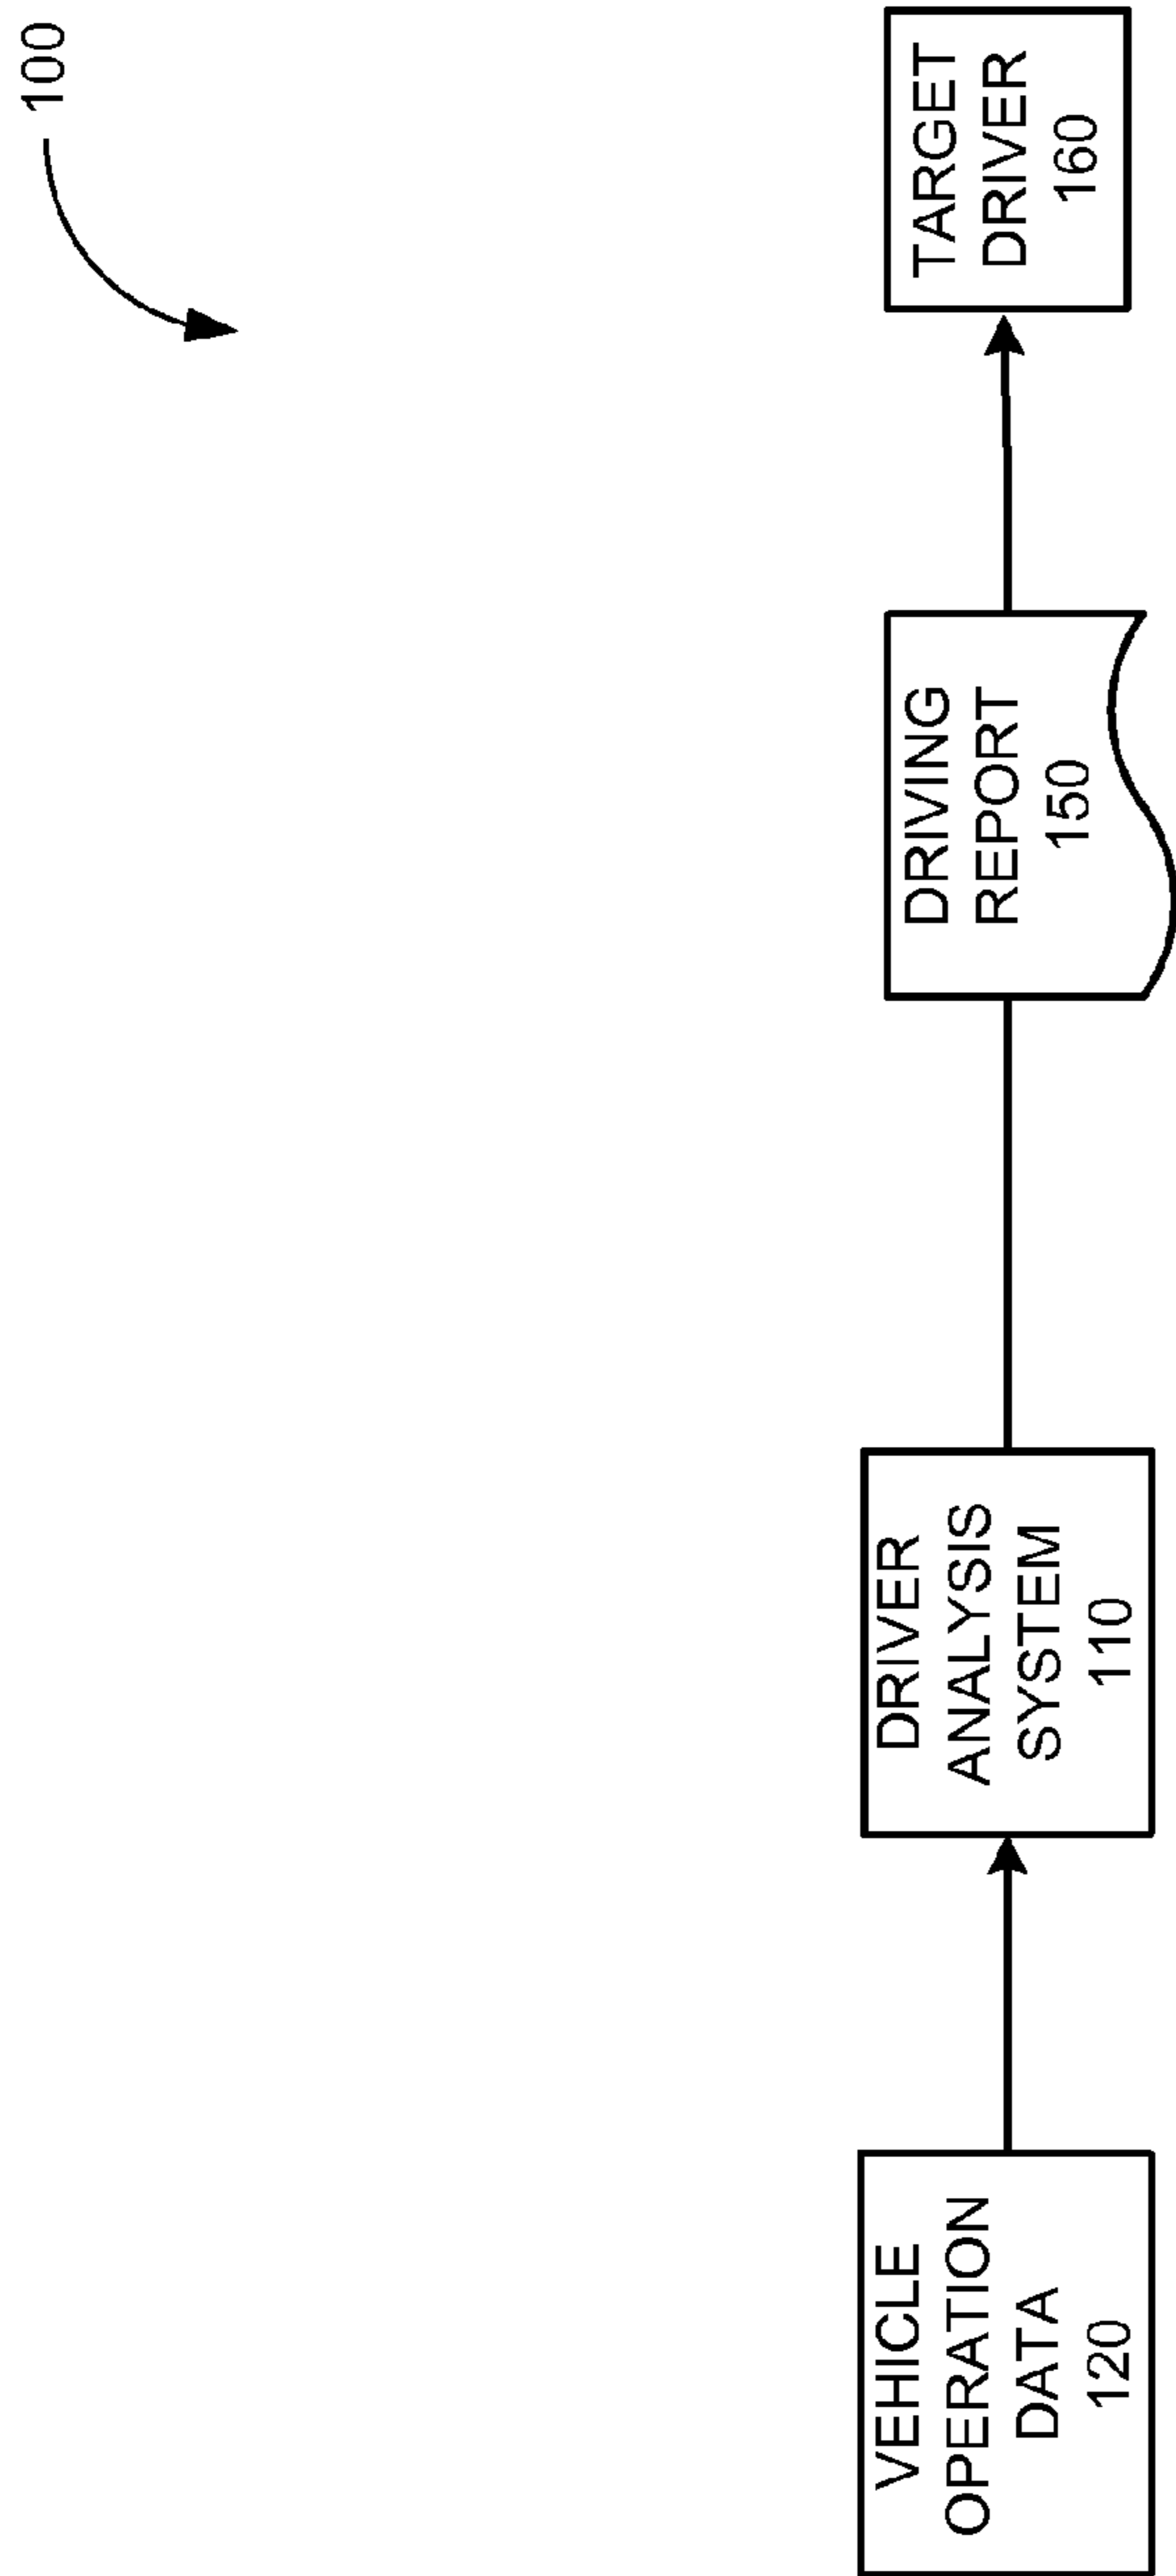 100
VEHICLE
OPERATION
DATA
120
DRIVER
ANALYSIS
SYSTEM
110
DRIVING
REPORT
150
TARGET
DRIVER
160